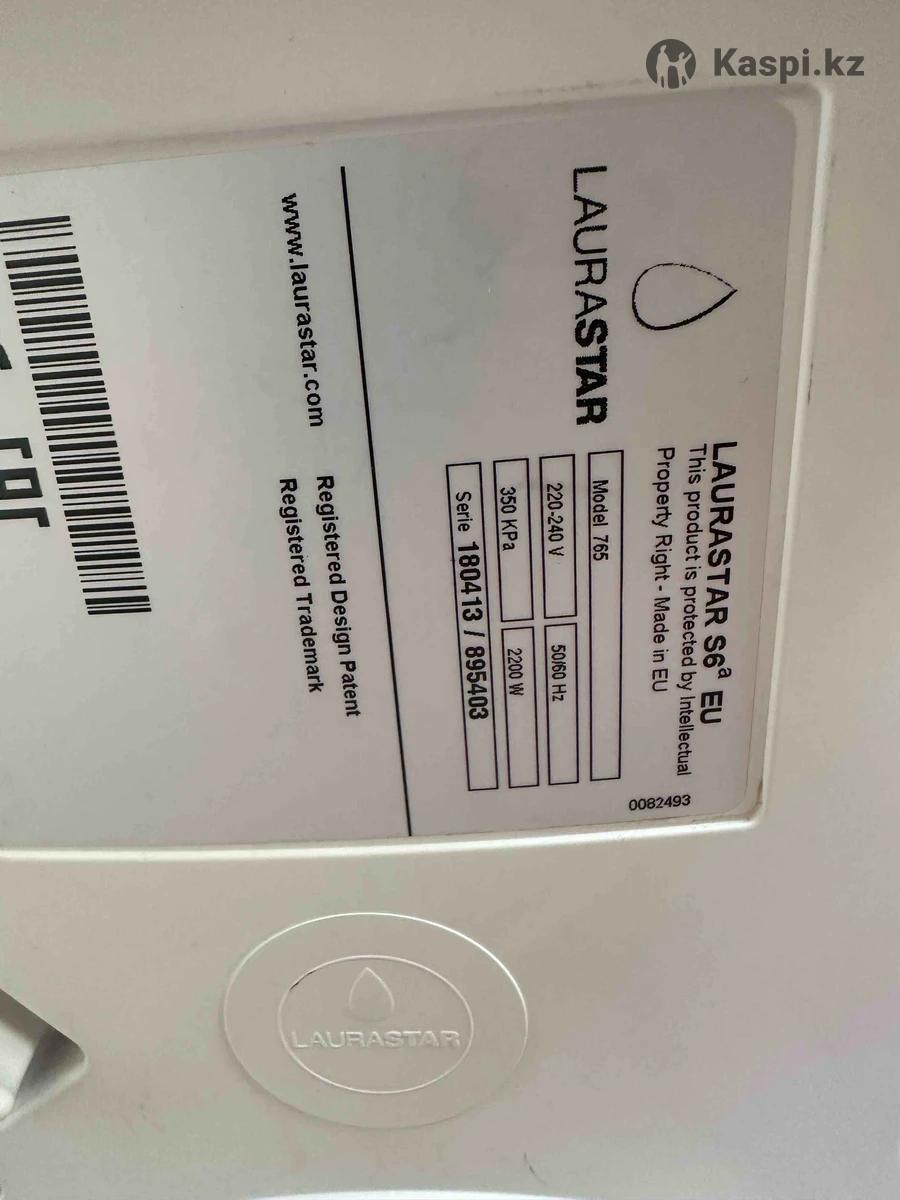 Kaspi.kz
LAURASTAR
LAURASTAR S6ª EU
This product is protected by Intellectual
Property Right - Made in EU
0082493
Model 765
220-240 V
50/60 Hz
350 KPa
2200 W
Serie 180413 / 895403
www.laurastar.com
Registered Design Patent
Registered Trademark
LAURASTAR